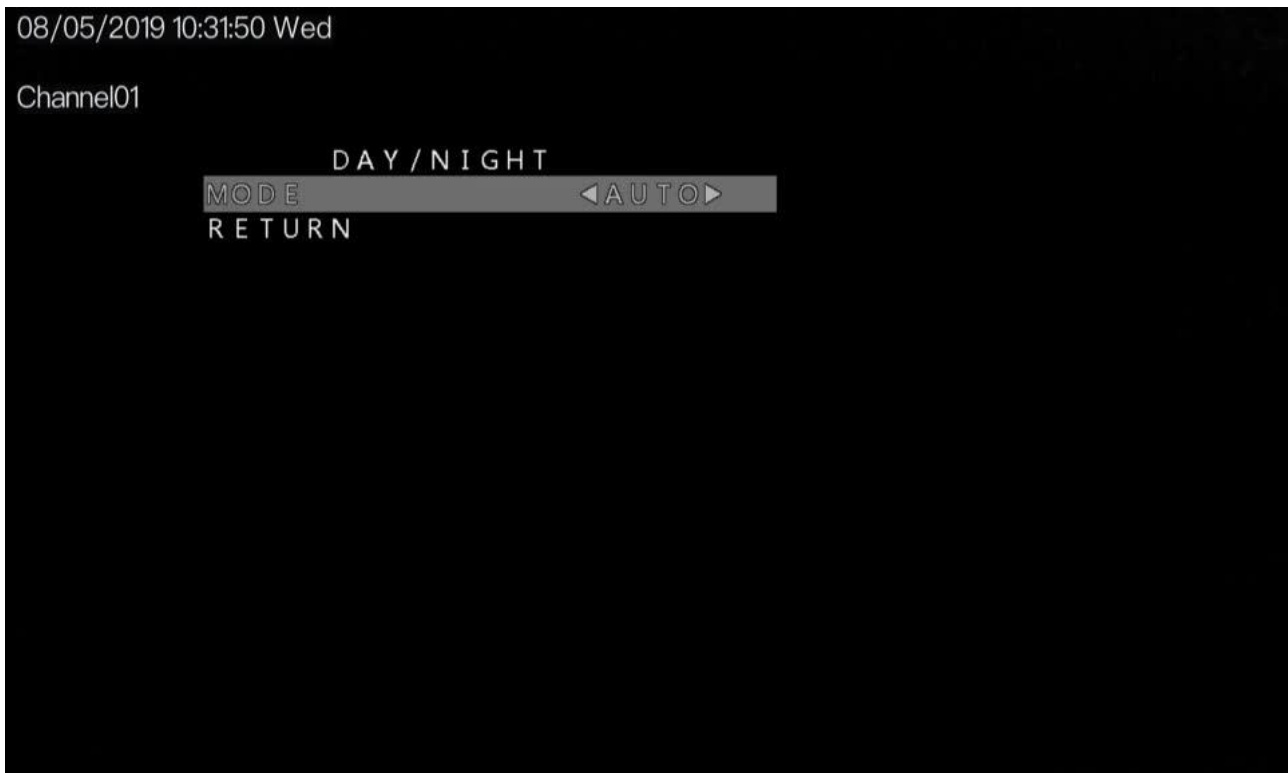 08/05/2019 10:31:50 Wed
Channel01
DAY/NIGHT
MODE ◀AUTO▶
RETURN